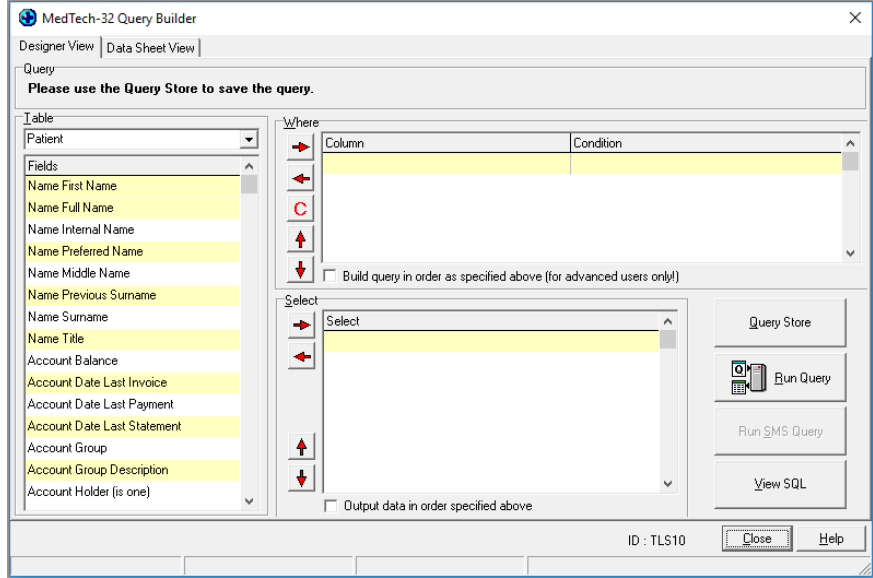 MedTech-32 Query Builder
Designer View
Data Sheet View
Query
Please use the Query Store to save the query.
Table
Patient
Fields
Name First Name
Name Full Name
Name Internal Name
Name Preferred Name
Name Middle Name
Name Previous Surname
Name Surname
Name Title
Account Balance
Account Date Last Invoice
Account Date Last Payment
Account Date Last Statement
Account Group
Account Group Description
Account Holder (is one)
Where
Column Condition
C
Build query in order as specified above (for advanced users only!)
Select
Select
Output data in order specified above
Query Store
Q
Run Query
Run SMS Query
View SQL
ID : TLS10
Close
Help